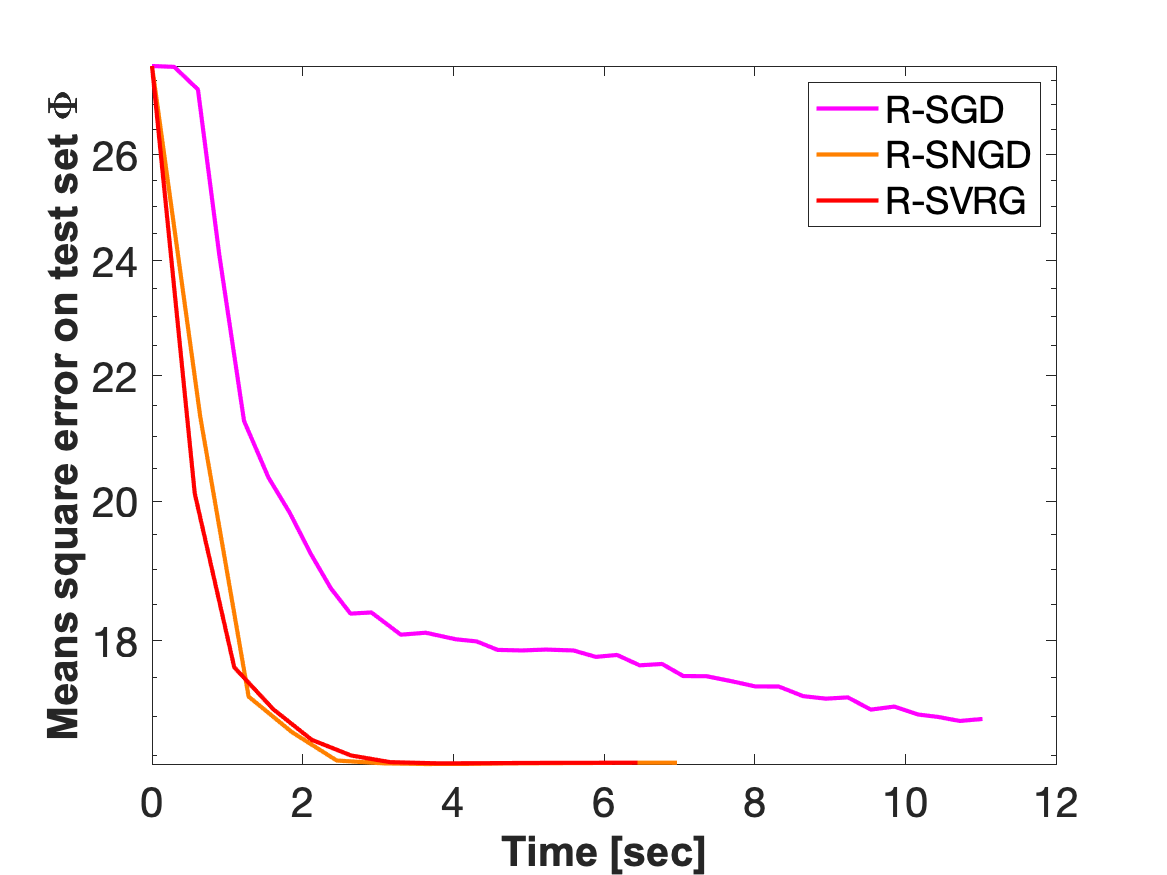 Means square error on test set Φ
26
24
22
20
18
0 2 4 6 8 10 12
Time [sec]
R-SGD
R-SNGD
R-SVRG